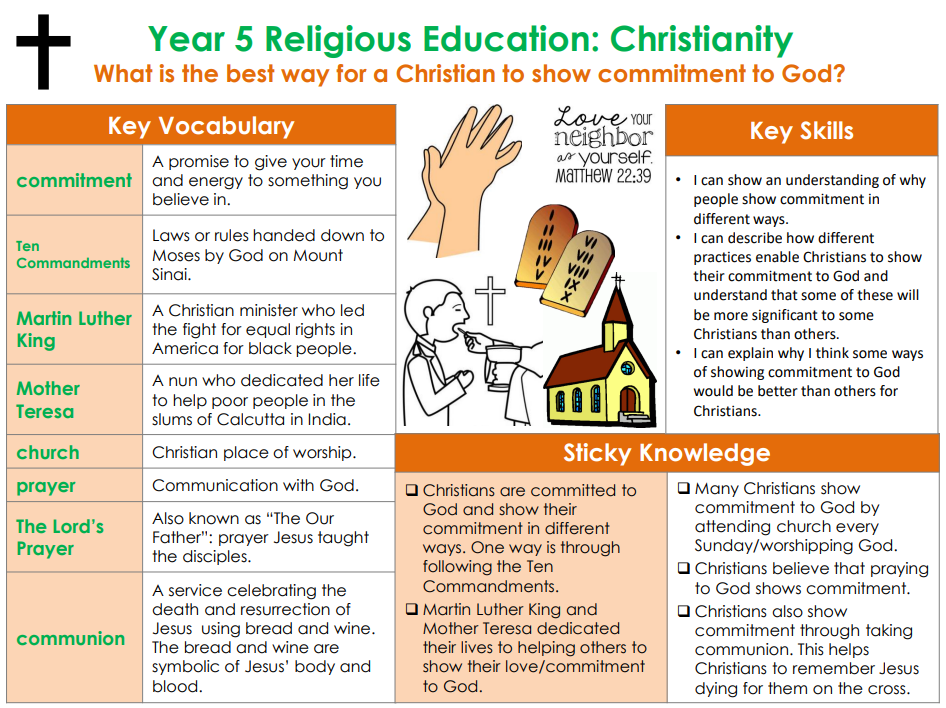 Year 5 Religious Education: Christianity
What is the best way for a Christian to show commitment to God?
Key Vocabulary
commitment
A promise to give your time
and energy to something you
believe in.
Ten
Commandments
Laws or rules handed down to
Moses by God on Mount
Sinai.
Martin Luther
King
A Christian minister who led
the fight for equal rights in
America for black people.
Mother
Teresa
A nun who dedicated her life
to help poor people in the
slums of Calcutta in India.
church
Christian place of worship.
prayer
Communication with God.
The Lord's
Prayer
Also known as “The Our
Father”: prayer Jesus taught
the disciples.
communion
A service celebrating the
death and resurrection of
Jesus  using bread and wine.
The bread and wine are
symbolic of Jesus' body and
blood.
Love your
neighbor
as yourself.
Matthew 22:39
I
II
III
IV
V
VI
VII
VIII
IX
X
Key Skills
• I can show an understanding of why
people show commitment in
different ways.
• I can describe how different
practices enable Christians to show
their commitment to God and
understand that some of these will
be more significant to some
Christians than others.
• I can explain why I think some ways
of showing commitment to God
would be better than others for
Christians.
Sticky Knowledge
❑ Christians are committed to
God and show their
commitment in different
ways. One way is through
following the Ten
Commandments.
❑ Martin Luther King and
Mother Teresa dedicated
their lives to helping others to
show their love/commitment
to God.
❑ Many Christians show
commitment to God by
attending church every
Sunday/worshipping God.
❑ Christians believe that praying
to God shows commitment.
❑ Christians also show
commitment through taking
communion. This helps
Christians to remember Jesus
dying for them on the cross.